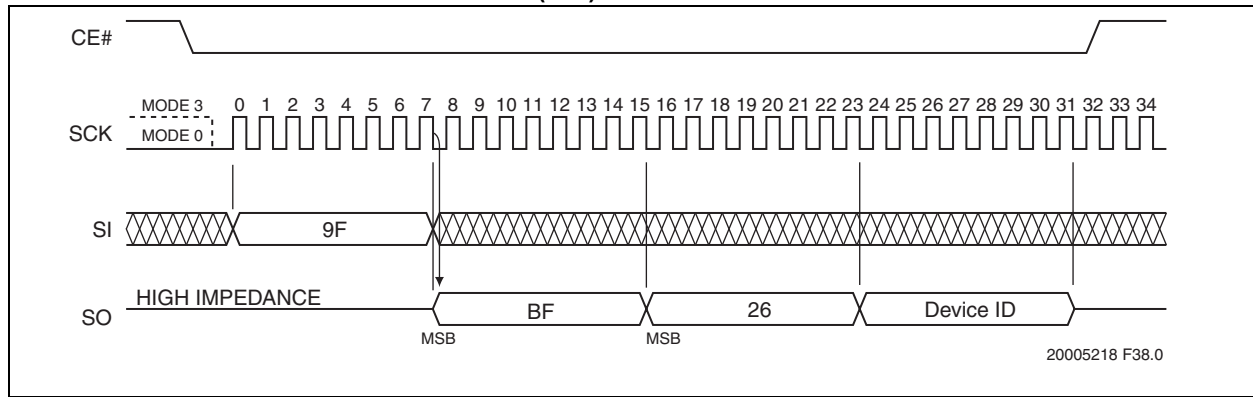 CE#
MODE 3
0 1 2 3 4 5 6 7 8 9 10 11 12 13 14 15 16 17 18 19 20 21 22 23 24 25 26 27 28 29 30 31 32 33 34
SCK
MODE 0
SI
9F
HIGH IMPEDANCE
SO
BF
26
Device ID
MSB
MSB
20005218 F38.0